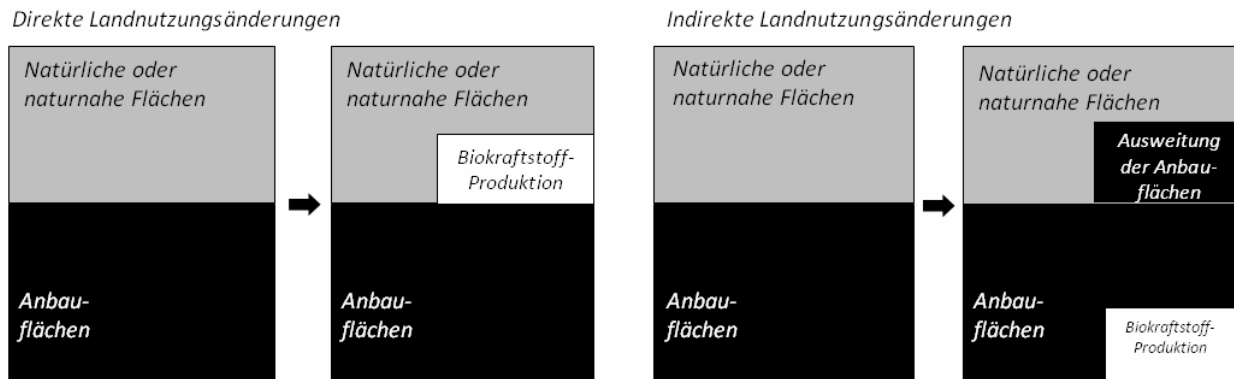 Direkte Landnutzungsänderungen
Natürliche oder
naturnahe Flächen
Anbau-
flächen
Natürliche oder
naturnahe Flächen
Biokraftstoff-
Produktion
Anbau-
flächen
Indirekte Landnutzungsänderungen
Natürliche oder
naturnahe Flächen
Anbau-
flächen
Natürliche oder
naturnahe Flächen
Ausweitung
der Anbau-
flächen
Anbau-
flächen
Biokraftstoff-
Produktion